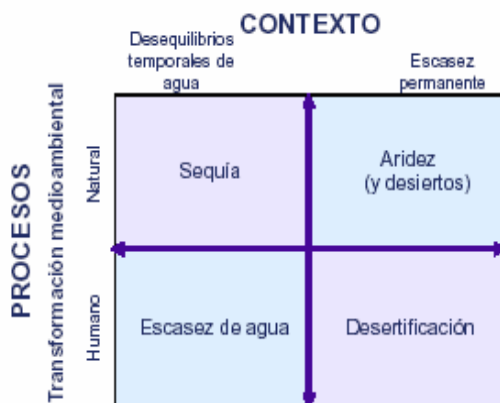 CONTEXTO
Desequilibrios
temporales de
agua
Escasez
permanente
PROCESOS
Transformación medioambiental
Natural
Sequía
Aridez
(y desiertos)
Humano
Escasez de agua
Desertificación